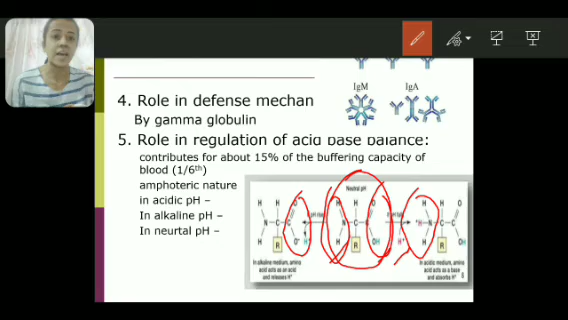 IgM
IgA
4. Role in defense mechan
By gamma globulin
5. Role in regulation of acid base balance:
contributes for about 15% of the buffering capacity of
blood (1/6th)
amphoteric nature
in acidic pH –
In alkaline pH –
In neurtal pH –
Neutral pH
In alkaline medium, amino
acid acts as an acid
and releases H⁺
In acidic medium, amino
acid acts as a base
and absorbs H⁺